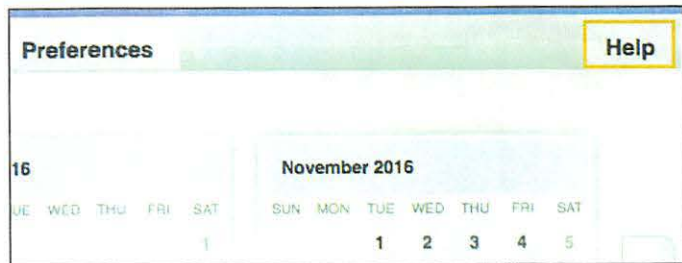 Preferences Help
16 November 2016
UE WED THU FRI SAT SUN MON TUE WED THU FRI SAT
1 1 2 3 4 5